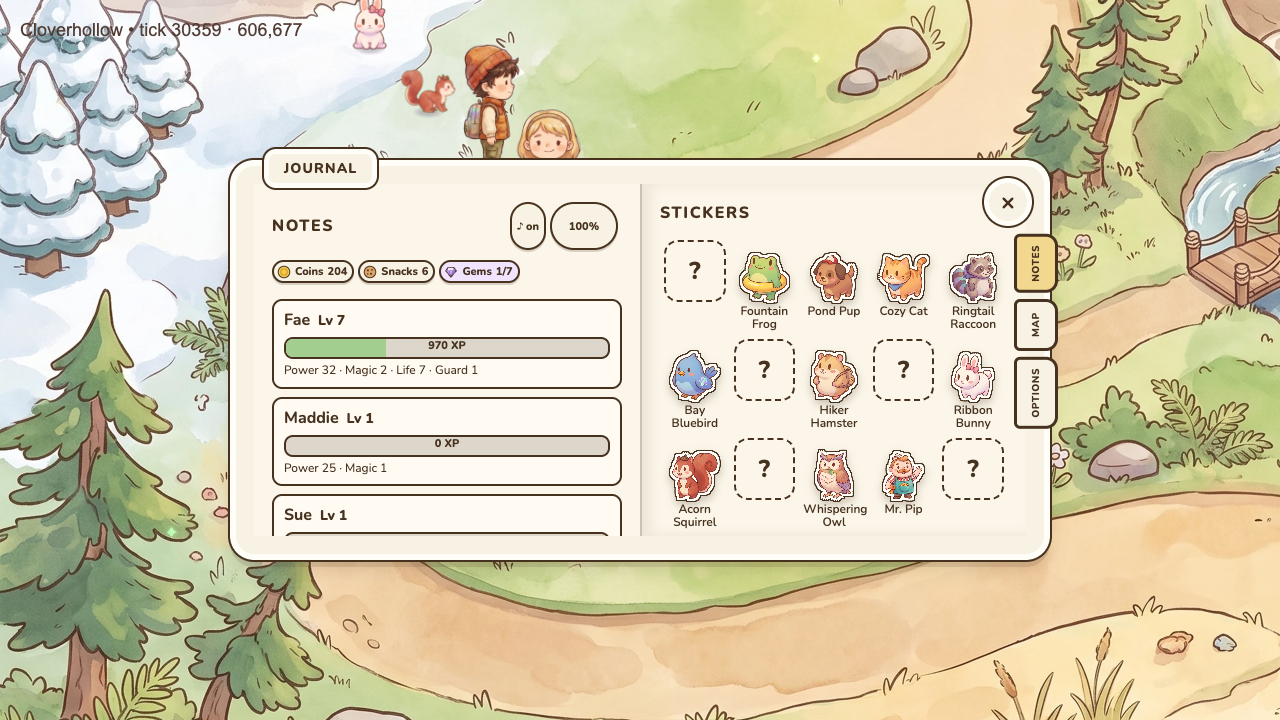 Cloverhollow • tick 30359 · 606,677
JOURNAL
NOTES
♪ on
100%
Coins 204
Snacks 6
Gems 1/7
Fae Lv 7
970 XP
Power 32 · Magic 2 · Life 7 · Guard 1
Maddie Lv 1
0 XP
Power 25 · Magic 1
Sue Lv 1
STICKERS
×
?
Fountain
Frog
Pond Pup
Cozy Cat
Ringtail
Raccoon
Bay
Bluebird
?
Hiker
Hamster
?
Ribbon
Bunny
Acorn
Squirrel
?
Whispering
Owl
Mr. Pip
?
NOTES
MAP
OPTIONS